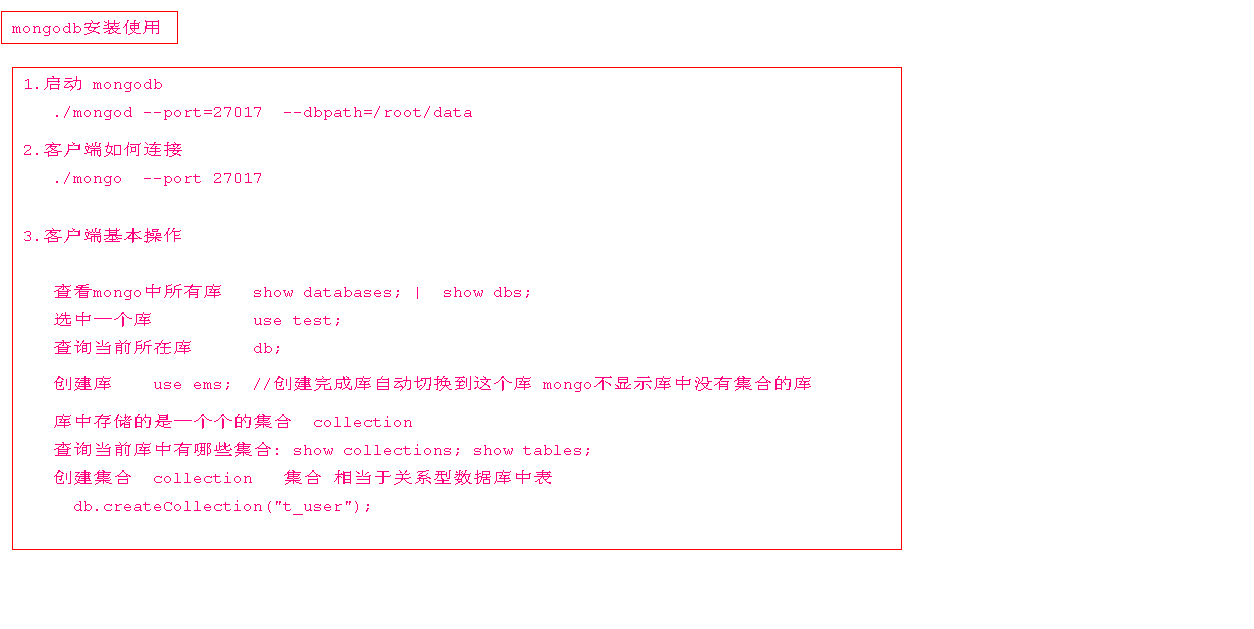 mongodb安装使用
1.启动 mongodb
./mongod --port=27017  --dbpath=/root/data
2.客户端如何连接
./mongo  --port 27017
3.客户端基本操作
查看mongo中所有库   show databases; |  show dbs;
选中一个库          use test;
查询当前所在库      db;
创建库    use ems;  //创建完成库自动切换到这个库 mongo不显示库中没有集合的库
库中存储的是一个个的集合  collection
查询当前库中有哪些集合: show collections; show tables;
创建集合  collection   集合 相当于关系型数据库中表
db.createCollection("t_user");